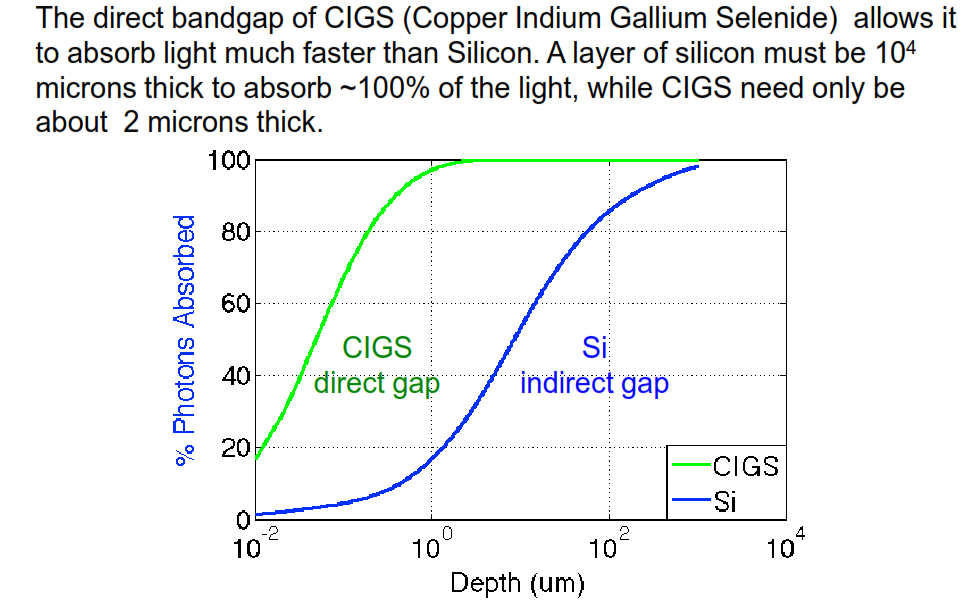 The direct bandgap of CIGS (Copper Indium Gallium Selenide)  allows it
to absorb light much faster than Silicon. A layer of silicon must be 10⁴
microns thick to absorb ~100% of the light, while CIGS need only be
about  2 microns thick.
100
80
60
40
20
0
% Photons Absorbed
CIGS
direct gap
Si
indirect gap
CIGS
Si
10⁻² 10⁰ 10² 10⁴
Depth (um)